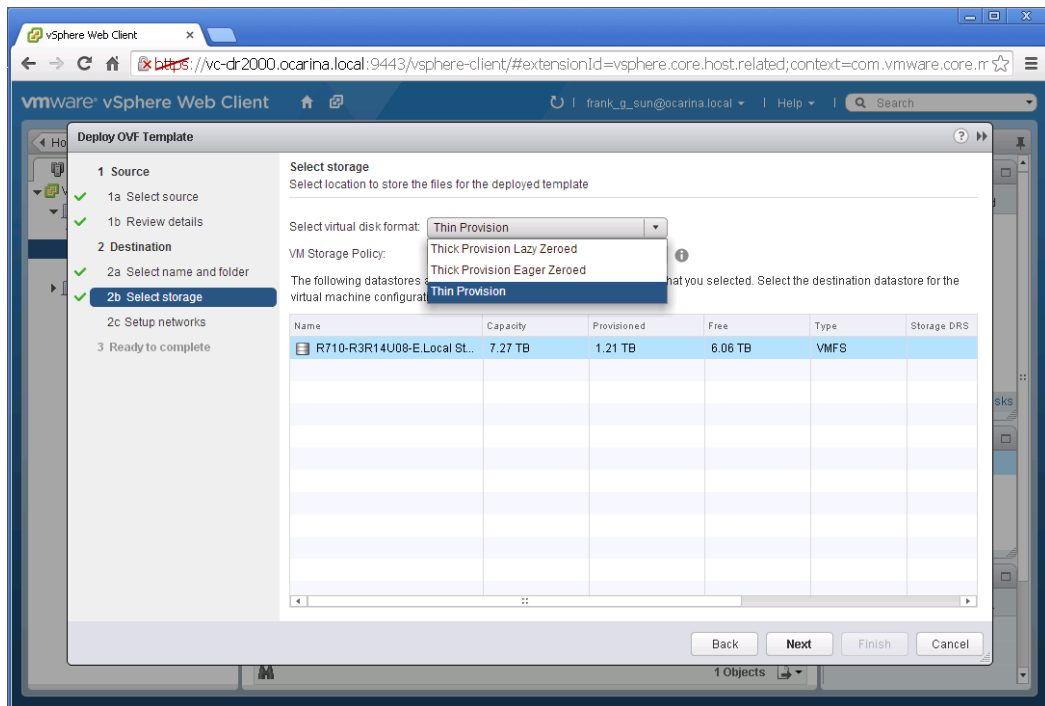 vSphere Web Client
https://vc-dr2000.ocarina.local:9443/vsphere-client/#extensionId=vsphere.core.host.related;context=com.vmware.core.m
vmware® vSphere Web Client
frank_g_sun@ocarina.local
Help
Search
Ho
Deploy OVF Template
1 Source
1a Select source
1b Review details
2 Destination
2a Select name and folder
2b Select storage
2c Setup networks
3 Ready to complete
Select storage
Select location to store the files for the deployed template
Select virtual disk format: Thin Provision
Thick Provision Lazy Zeroed
VM Storage Policy:
Thick Provision Eager Zeroed
Thin Provision
The following datastores hat you selected. Select the destination datastore for the
virtual machine configurat
Name Capacity Provisioned Free Type Storage DRS
R710-R3R14U08-E.Local St... 7.27 TB 1.21 TB 6.06 TB VMFS
sks
Back Next Finish Cancel
1 Objects